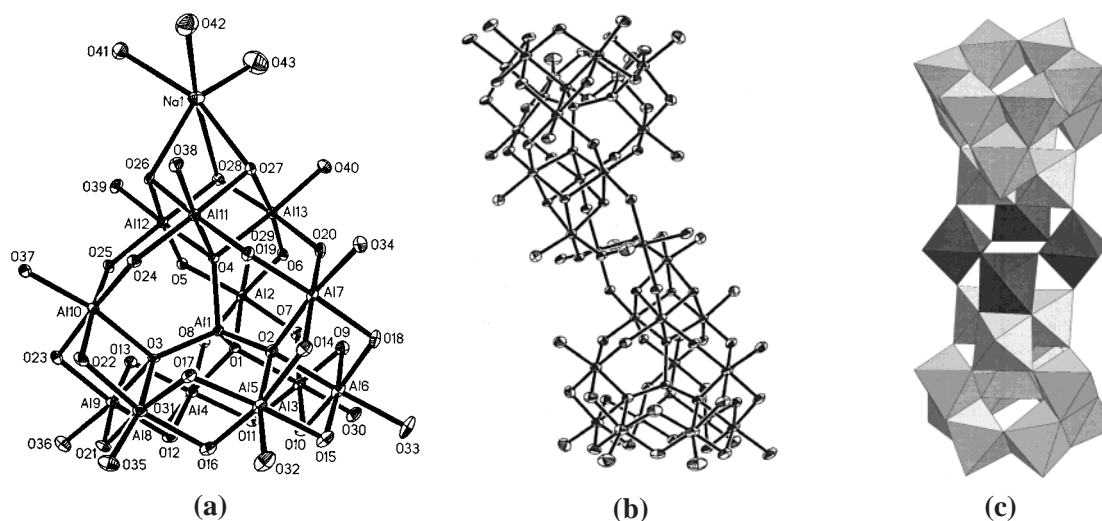 O42
O41
O43
Na1
O26
O38
O28
O27
O39
O40
Al11
Al13
Al12
O25
O29
O20
O34
O19
O37
O24
O4
O6
O5
Al10
Al2
Al7
O7
Al1
O8
O2
O9
O18
O23
O13
O3
O14
O22
O17
O1
Al5
Al6
Al9
O31
Al4
Al3
O36
Al8
O11
O30
O33
O21
O12
O10
O35
O16
O15
O32
(a) (b) (c)